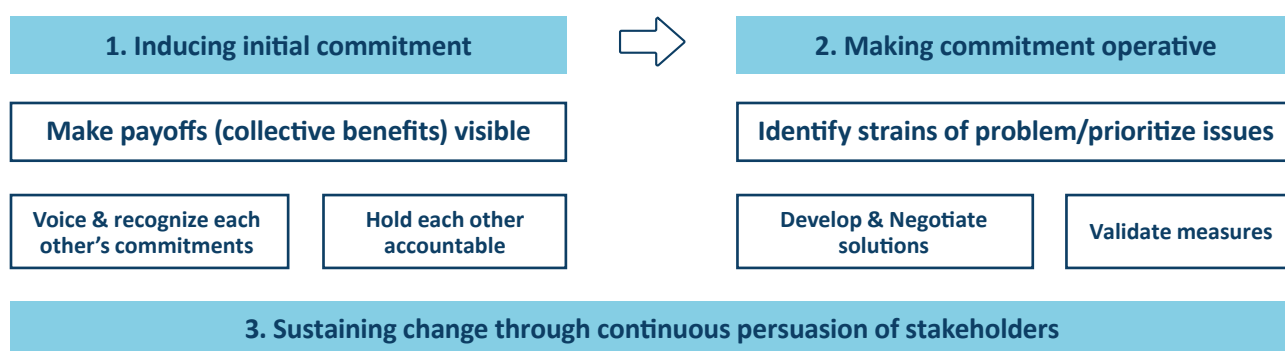 1. Inducing initial commitment
2. Making commitment operative
Make payoffs (collective benefits) visible
Identify strains of problem/prioritize issues
Voice & recognize each
other’s commitments
Hold each other
accountable
Develop & Negotiate
solutions
Validate measures
3. Sustaining change through continuous persuasion of stakeholders